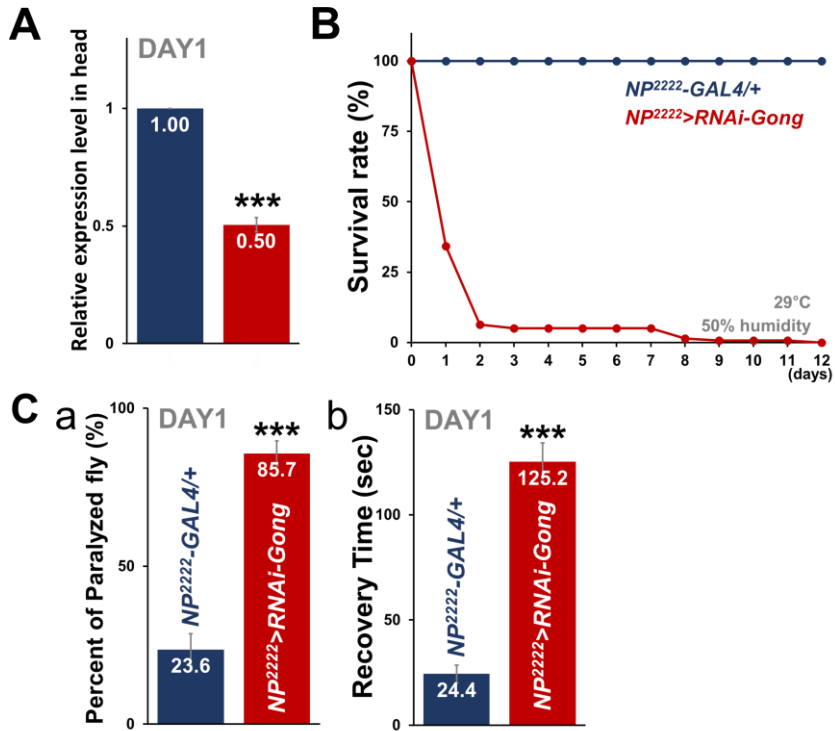 A
DAY1
Relative expression level in head
1
0.5
0
1.00
***
0.50
B
Survival rate (%)
100
75
50
25
0
NP²²²²-GAL4/+
NP²²²²>RNAi-Gong
29°C
50% humidity
0 1 2 3 4 5 6 7 8 9 10 11 12
(days)
C
a
DAY1
Percent of Paralyzed fly (%)
100
50
0
NP²²²²-GAL4/+
23.6
***
85.7
NP²²²²>RNAi-Gong
b
DAY1
Recovery Time (sec)
150
100
50
0
NP²²²²-GAL4/+
24.4
***
125.2
NP²²²²>RNAi-Gong